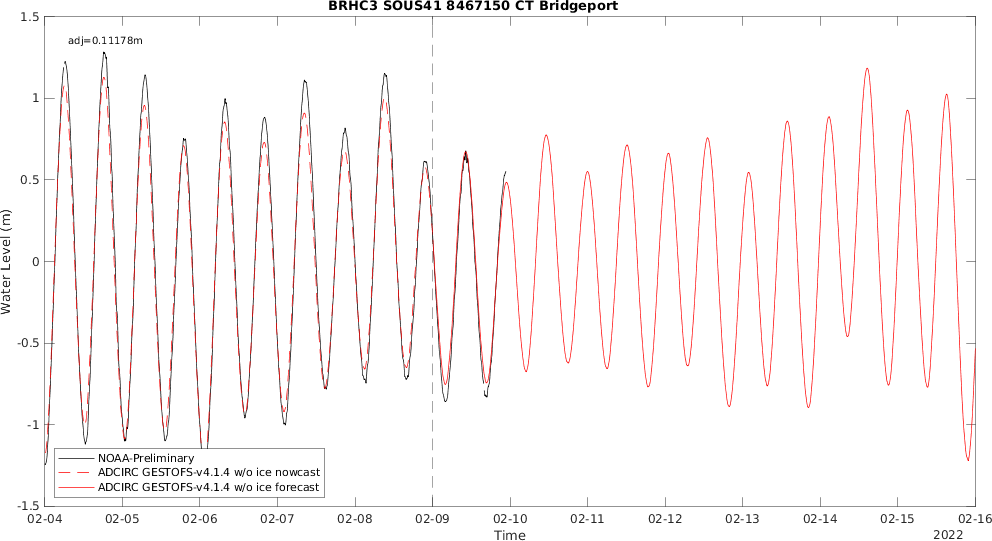 BRHC3 SOUS41 8467150 CT Bridgeport
adj=0.11178m
Water Level (m)
1.5
1
0.5
0
-0.5
-1
-1.5
NOAA-Preliminary
ADCIRC GESTOFS-v4.1.4 w/o ice nowcast
ADCIRC GESTOFS-v4.1.4 w/o ice forecast
02-04 02-05 02-06 02-07 02-08 02-09 02-10 02-11 02-12 02-13 02-14 02-15 02-16
Time
2022